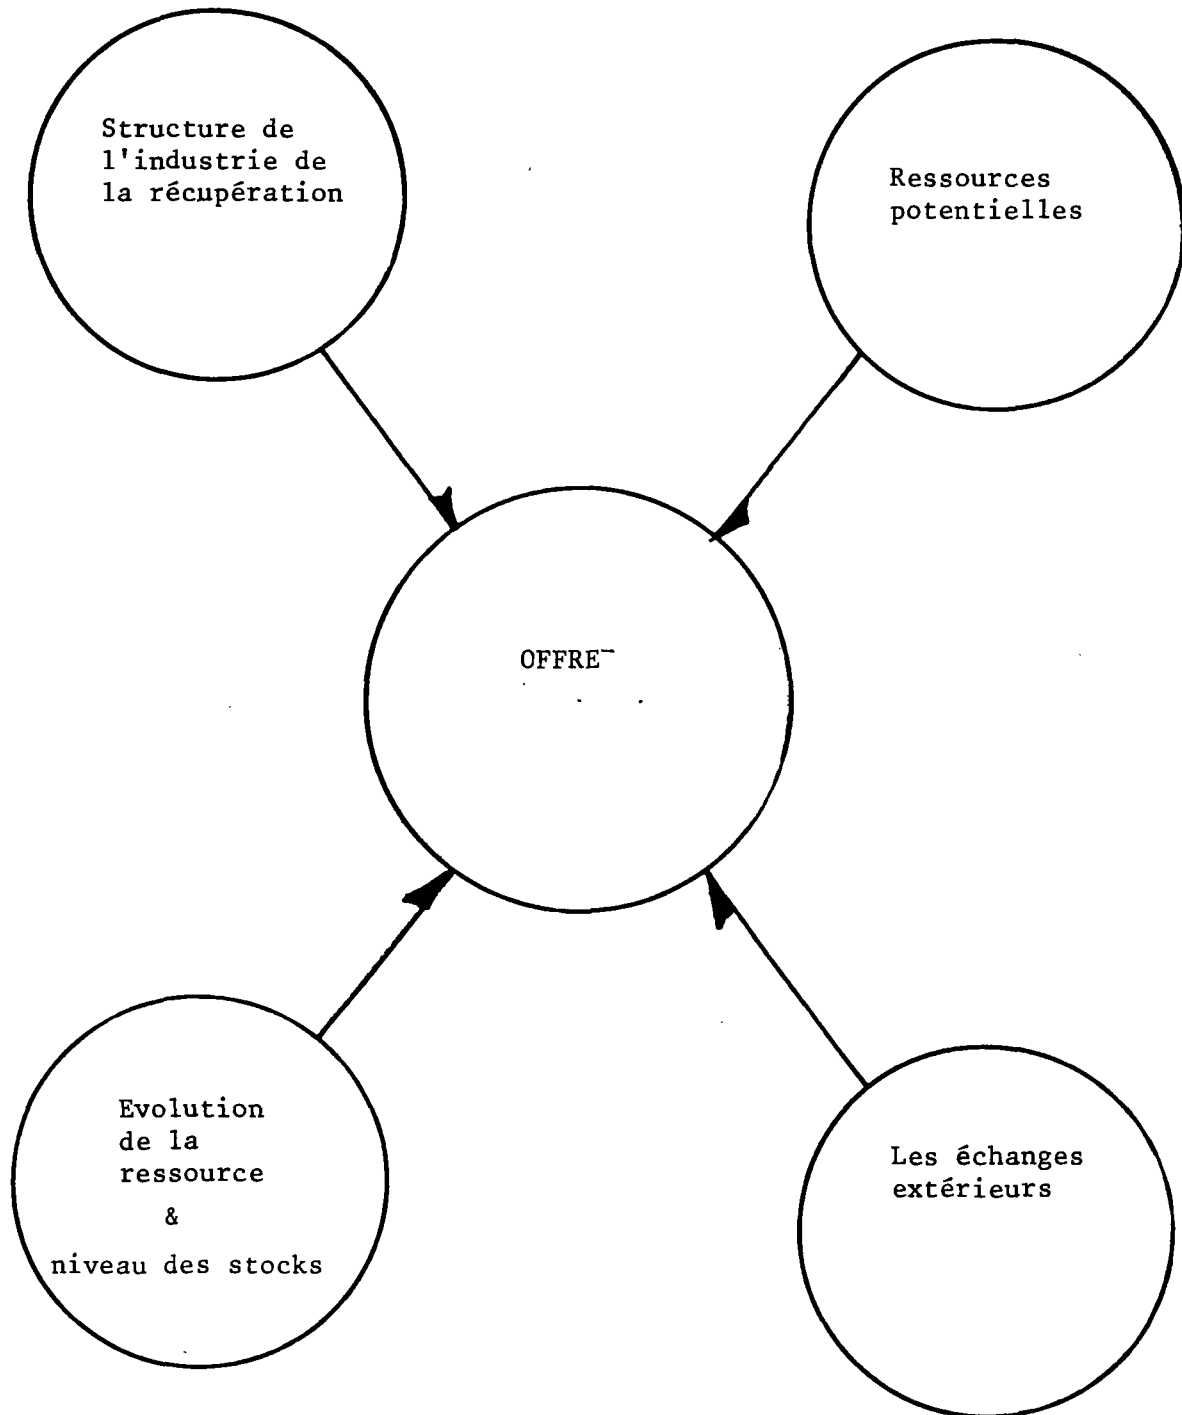 Structure de
l'industrie de
la récupération
Ressources
potentielles
OFFRE
Evolution
de la
ressource
&
niveau des stocks
Les échanges
extérieurs